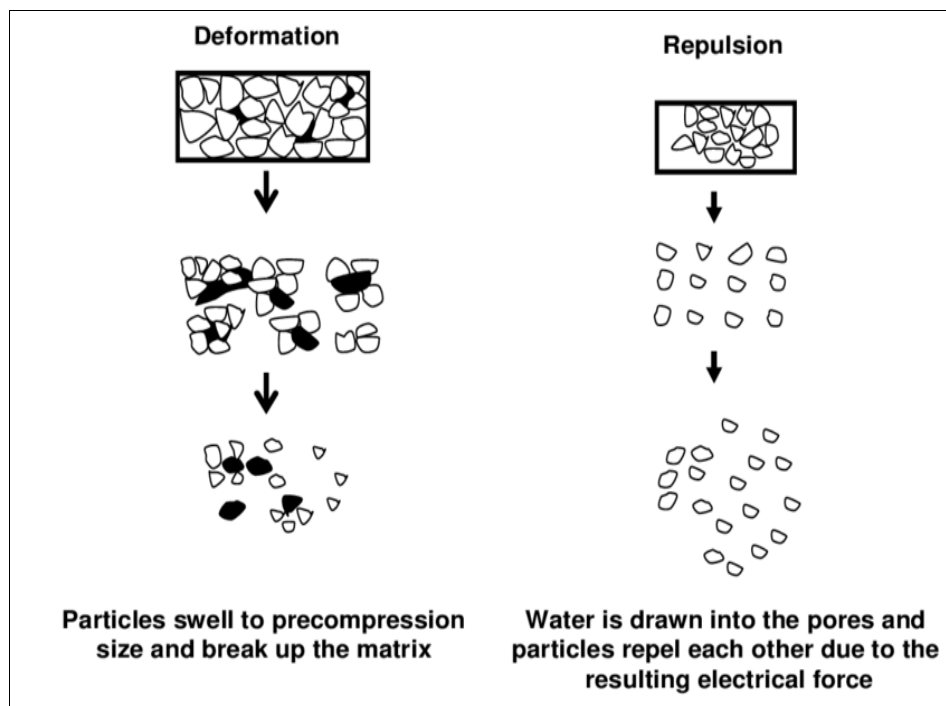 Deformation
Repulsion
Particles swell to precompression
size and break up the matrix
Water is drawn into the pores and
particles repel each other due to the
resulting electrical force